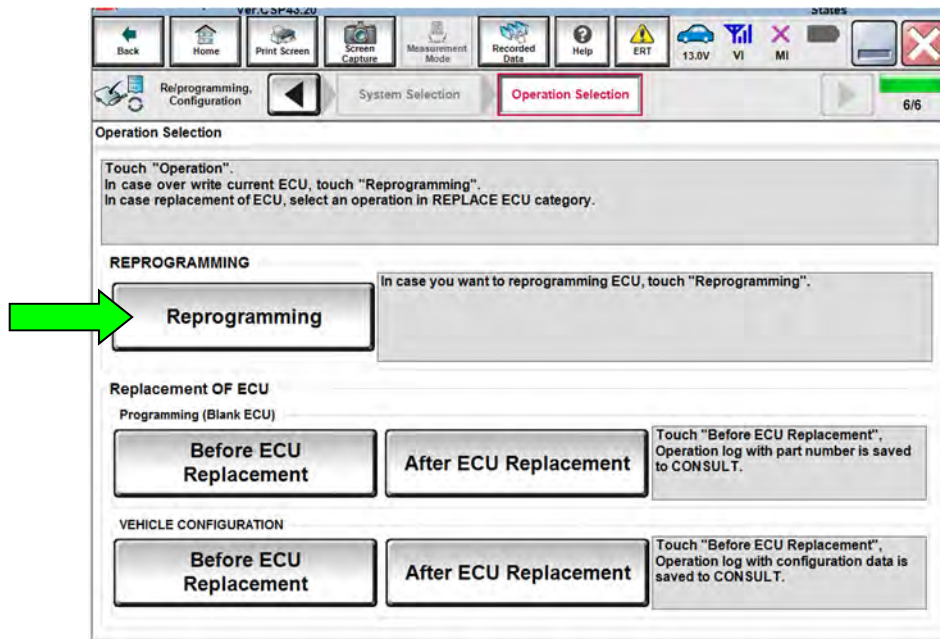 Ver.CSP43.20
States
Back
Home
Print Screen
Screen
Capture
Measurement
Mode
Recorded
Data
Help
ERT
13.0V
VI
MI
Re/programming,
Configuration
System Selection
Operation Selection
6/6
Operation Selection
Touch "Operation".
In case over write current ECU, touch "Reprogramming".
In case replacement of ECU, select an operation in REPLACE ECU category.
REPROGRAMMING
Reprogramming
In case you want to reprogramming ECU, touch "Reprogramming".
Replacement OF ECU
Programming (Blank ECU)
Before ECU
Replacement
After ECU Replacement
Touch "Before ECU Replacement",
Operation log with part number is saved
to CONSULT.
VEHICLE CONFIGURATION
Before ECU
Replacement
After ECU Replacement
Touch "Before ECU Replacement",
Operation log with configuration data is
saved to CONSULT.